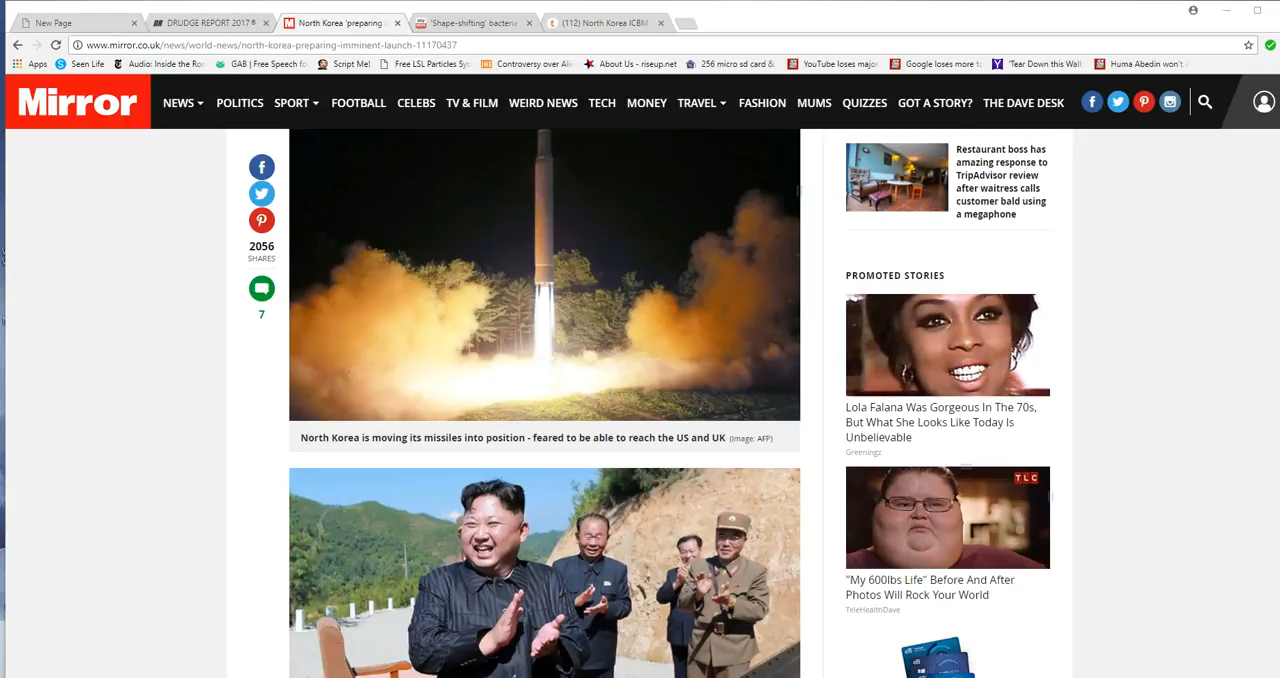 New Page
DRUDGE REPORT 2017®
North Korea 'preparing i
'Shape-shifting' bacteria
(112) North Korea ICBM
www.mirror.co.uk/news/world-news/north-korea-preparing-imminent-launch-11170437
Apps
Seen Life
Audio: Inside the Ro
GAB | Free Speech fo
Script Me!
Free LSL Particles Sy
Controversy over Ali
About Us - riseup.net
256 micro sd card &
YouTube loses major
Google loses more to
'Tear Down this Wall
Huma Abedin won't
Mirror
NEWS
POLITICS
SPORT
FOOTBALL
CELEBS
TV & FILM
WEIRD NEWS
TECH
MONEY
TRAVEL
FASHION
MUMS
QUIZZES
GOT A STORY?
THE DAVE DESK
2056
SHARES
7
North Korea is moving its missiles into position - feared to be able to reach the US and UK (Image: AFP)
Restaurant boss has
amazing response to
TripAdvisor review
after waitress calls
customer bald using
a megaphone
PROMOTED STORIES
Lola Falana Was Gorgeous In The 70s,
But What She Looks Like Today Is
Unbelievable
Greeningz
TLC
"My 600lbs Life" Before And After
Photos Will Rock Your World
TeleHealthDave
citi